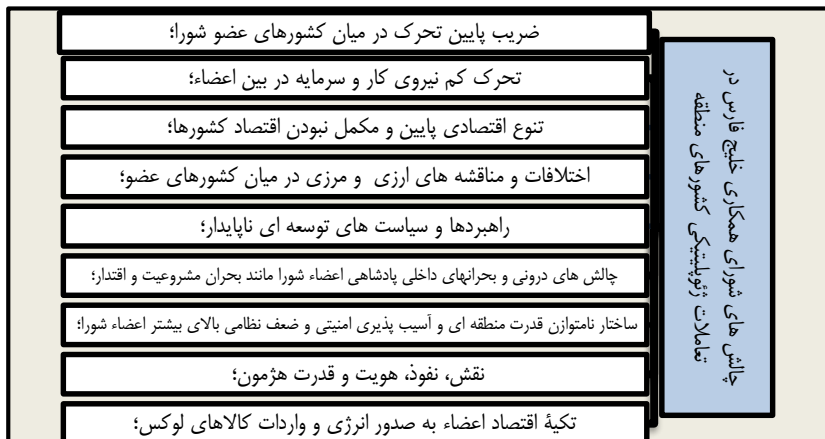 چالش های شورای همکاری خلیج فارس در
تعاملات ژئوپلیتیکی کشورهای منطقه
ضریب پایین تحرک در میان کشورهای عضو شورا؛
تحرک کم نیروی کار و سرمایه در بین اعضاء؛
تنوع اقتصادی پایین و مکمل نبودن اقتصاد کشورها؛
اختلافات و مناقشه های ارزی و مرزی در میان کشورهای عضو؛
راهبردها و سیاست های توسعه ای ناپایدار؛
چالش های درونی و بحرانهای داخلی پادشاهی اعضاء شورا مانند بحران مشروعیت و اقتدار؛
ساختار نامتوازن قدرت منطقه ای و آسیب پذیری امنیتی و ضعف نظامی بالای بیشتر اعضاء شورا؛
نقش، نفوذ، هویت و قدرت هژمون؛
تکیۀ اقتصاد اعضاء به صدور انرژی و واردات کالاهای لوکس؛